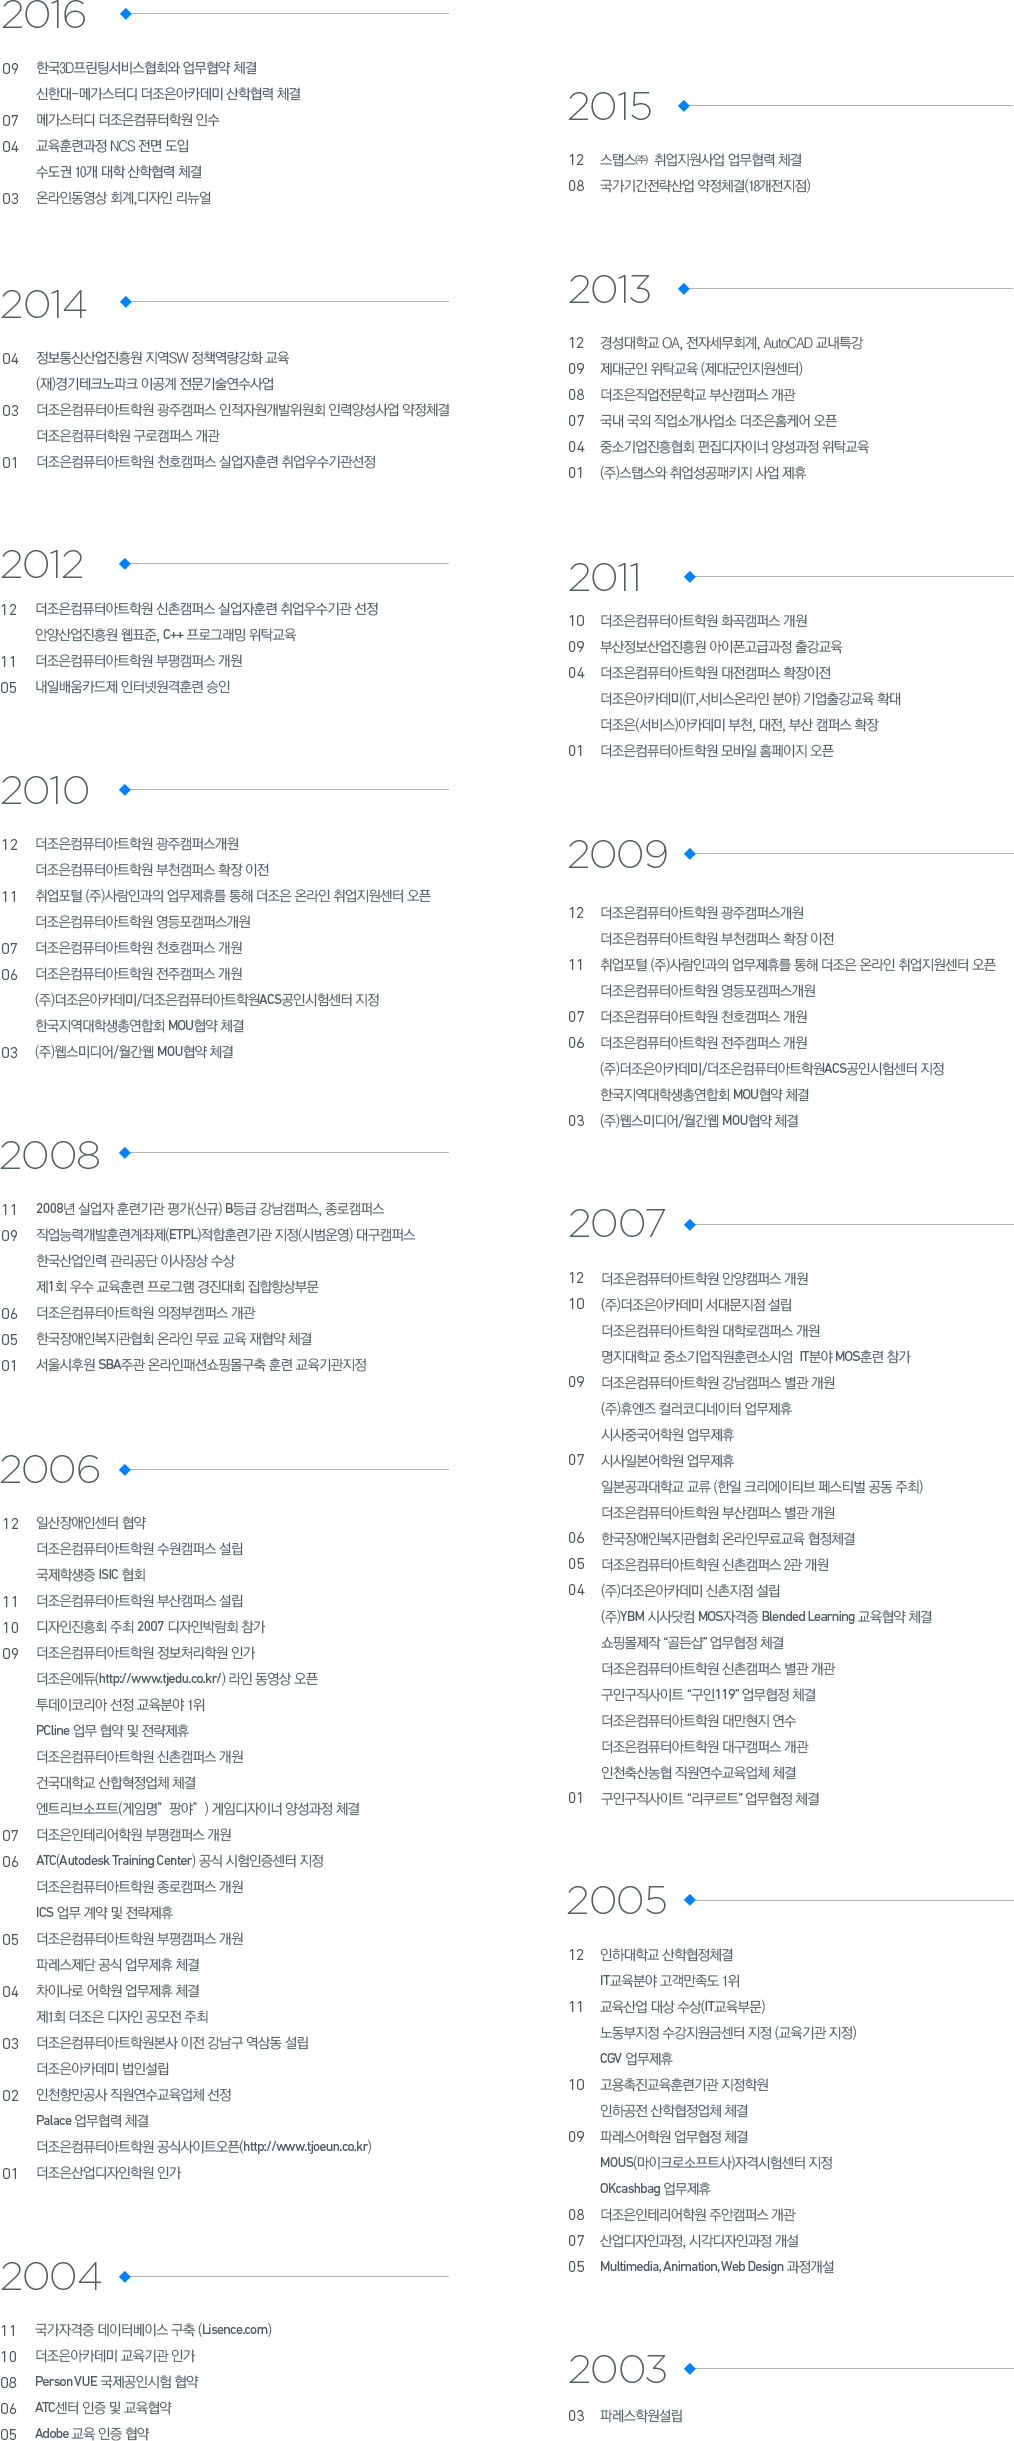 2016
09 한국3D프린팅서비스협회와 업무협약 체결
신한대-메가스터디 더조은아카데미 산학협력 체결
07 메가스터디 더조은컴퓨터학원 인수
04 교육훈련과정 NCS 전면 도입
수도권 10개 대학 산학협력 체결
03 온라인동영상 회계,디자인 리뉴얼
2015
12 스탭스㈜ 취업지원사업 업무협력 체결
08 국가기간전략산업 약정체결(18개전지점)
2014
04 정보통신산업진흥원 지역SW 정책역량강화 교육
(재)경기테크노파크 이공계 전문기술연수사업
03 더조은컴퓨터아트학원 광주캠퍼스 인적자원개발위원회 인력양성사업 약정체결
더조은컴퓨터학원 구로캠퍼스 개관
01 더조은컴퓨터아트학원 천호캠퍼스 실업자훈련 취업우수기관선정
2013
12 경성대학교 OA, 전자세무회계, AutoCAD 교내특강
09 제대군인 위탁교육 (제대군인지원센터)
08 더조은직업전문학교 부산캠퍼스 개관
07 국내 국외 직업소개사업소 더조은홈케어 오픈
04 중소기업진흥협회 편집디자이너 양성과정 위탁교육
01 (주)스탭스와 취업성공패키지 사업 제휴
2012
12 더조은컴퓨터아트학원 신촌캠퍼스 실업자훈련 취업우수기관 선정
안양산업진흥원 웹표준, C++ 프로그래밍 위탁교육
11 더조은컴퓨터아트학원 부평캠퍼스 개원
05 내일배움카드제 인터넷원격훈련 승인
2011
10 더조은컴퓨터아트학원 화곡캠퍼스 개원
09 부산정보산업진흥원 아이폰고급과정 출강교육
04 더조은컴퓨터아트학원 대전캠퍼스 확장이전
더조은아카데미(IT,서비스온라인 분야) 기업출강교육 확대
더조은(서비스)아카데미 부천, 대전, 부산 캠퍼스 확장
01 더조은컴퓨터아트학원 모바일 홈페이지 오픈
2010
12 더조은컴퓨터아트학원 광주캠퍼스개원
더조은컴퓨터아트학원 부천캠퍼스 확장 이전
11 취업포털 (주)사람인과의 업무제휴를 통해 더조은 온라인 취업지원센터 오픈
더조은컴퓨터아트학원 영등포캠퍼스개원
07 더조은컴퓨터아트학원 천호캠퍼스 개원
06 더조은컴퓨터아트학원 전주캠퍼스 개원
(주)더조은아카데미/더조은컴퓨터아트학원ACS공인시험센터 지정
한국지역대학생총연합회 MOU협약 체결
03 (주)웹스미디어/월간웹 MOU협약 체결
2009
12 더조은컴퓨터아트학원 광주캠퍼스개원
더조은컴퓨터아트학원 부천캠퍼스 확장 이전
11 취업포털 (주)사람인과의 업무제휴를 통해 더조은 온라인 취업지원센터 오픈
더조은컴퓨터아트학원 영등포캠퍼스개원
07 더조은컴퓨터아트학원 천호캠퍼스 개원
06 더조은컴퓨터아트학원 전주캠퍼스 개원
(주)더조은아카데미/더조은컴퓨터아트학원ACS공인시험센터 지정
한국지역대학생총연합회 MOU협약 체결
03 (주)웹스미디어/월간웹 MOU협약 체결
2008
11 2008년 실업자 훈련기관 평가(신규) B등급 강남캠퍼스, 종로캠퍼스
09 직업능력개발훈련계좌제(ETPL)적합훈련기관 지정(시범운영) 대구캠퍼스
한국산업인력 관리공단 이사장상 수상
제1회 우수 교육훈련 프로그램 경진대회 집합향상부문
06 더조은컴퓨터아트학원 의정부캠퍼스 개관
05 한국장애인복지관협회 온라인 무료 교육 재협약 체결
01 서울시후원 SBA주관 온라인패션쇼핑몰구축 훈련 교육기관지정
2007
12 더조은컴퓨터아트학원 안양캠퍼스 개원
10 (주)더조은아카데미 서대문지점 설립
더조은컴퓨터아트학원 대학로캠퍼스 개원
명지대학교 중소기업직원훈련소시엄 IT분야 MOS훈련 참가
09 더조은컴퓨터아트학원 강남캠퍼스 별관 개원
(주)휴엔즈 컬러코디네이터 업무제휴
시사중국어학원 업무제휴
07 시사일본어학원 업무제휴
일본공과대학교 교류 (한일 크리에이티브 페스티벌 공동 주최)
더조은컴퓨터아트학원 부산캠퍼스 별관 개원
06 한국장애인복지관협회 온라인무료교육 협정체결
05 더조은컴퓨터아트학원 신촌캠퍼스 2관 개원
04 (주)더조은아카데미 신촌지점 설립
(주)YBM 시사닷컴 MOS자격증 Blended Learning 교육협약 체결
쇼핑몰제작 “골든샵” 업무협정 체결
더조은컴퓨터아트학원 신촌캠퍼스 별관 개관
구인구직사이트 “구인119” 업무협정 체결
더조은컴퓨터아트학원 대만현지 연수
더조은컴퓨터아트학원 대구캠퍼스 개관
인천축산농협 직원연수교육업체 체결
01 구인구직사이트 “리쿠르트” 업무협정 체결
2006
12 일산장애인센터 협약
더조은컴퓨터아트학원 수원캠퍼스 설립
국제학생증 ISIC 협회
11 더조은컴퓨터아트학원 부산캠퍼스 설립
10 디자인진흥회 주최 2007 디자인박람회 참가
09 더조은컴퓨터아트학원 정보처리학원 인가
더조은에듀(http://www.tjedu.co.kr/) 라인 동영상 오픈
투데이코리아 선정 교육분야 1위
PCline 업무 협약 및 전략제휴
더조은컴퓨터아트학원 신촌캠퍼스 개원
건국대학교 산합혁정업체 체결
엔트리브소프트(게임명” 팡야” ) 게임디자이너 양성과정 체결
07 더조은인테리어학원 부평캠퍼스 개원
06 ATC(Autodesk Training Center) 공식 시험인증센터 지정
더조은컴퓨터아트학원 종로캠퍼스 개원
ICS 업무 계약 및 전략제휴
05 더조은컴퓨터아트학원 부평캠퍼스 개원
파레스제단 공식 업무제휴 체결
04 차이나로 어학원 업무제휴 체결
제1회 더조은 디자인 공모전 주최
03 더조은컴퓨터아트학원본사 이전 강남구 역삼동 설립
더조은아카데미 법인설립
02 인천항만공사 직원연수교육업체 선정
Palace 업무협력 체결
더조은컴퓨터아트학원 공식사이트오픈(http://www.tjoeun.co.kr)
01 더조은산업디자인학원 인가
2005
12 인하대학교 산학협정체결
IT교육분야 고객만족도 1위
11 교육산업 대상 수상(IT교육부문)
노동부지정 수강지원금센터 지정 (교육기관 지정)
CGV 업무제휴
10 고용촉진교육훈련기관 지정학원
인하공전 산학협정업체 체결
09 파레스어학원 업무협정 체결
MOUS(마이크로소프트사)자격시험센터 지정
OKcashbag 업무제휴
08 더조은인테리어학원 주안캠퍼스 개관
07 산업디자인과정, 시각디자인과정 개설
05 Multimedia, Animation, Web Design 과정개설
2004
11 국가자격증 데이터베이스 구축 (Lisence.com)
10 더조은아카데미 교육기관 인가
08 Person VUE 국제공인시험 협약
06 ATC센터 인증 및 교육협약
05 Adobe 교육 인증 협약
2003
03 파레스학원설립